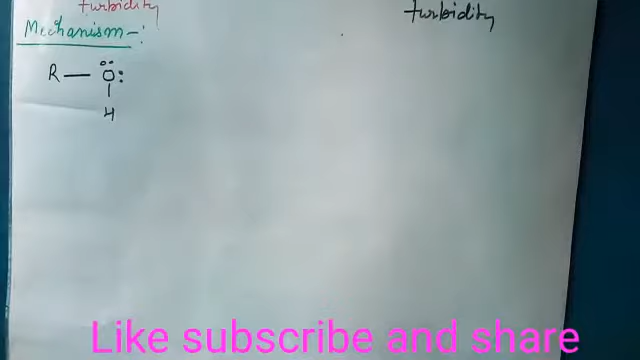 turbidity
turbidity
Mechanism-:
R — Ö:
|
H
Like subscribe and share